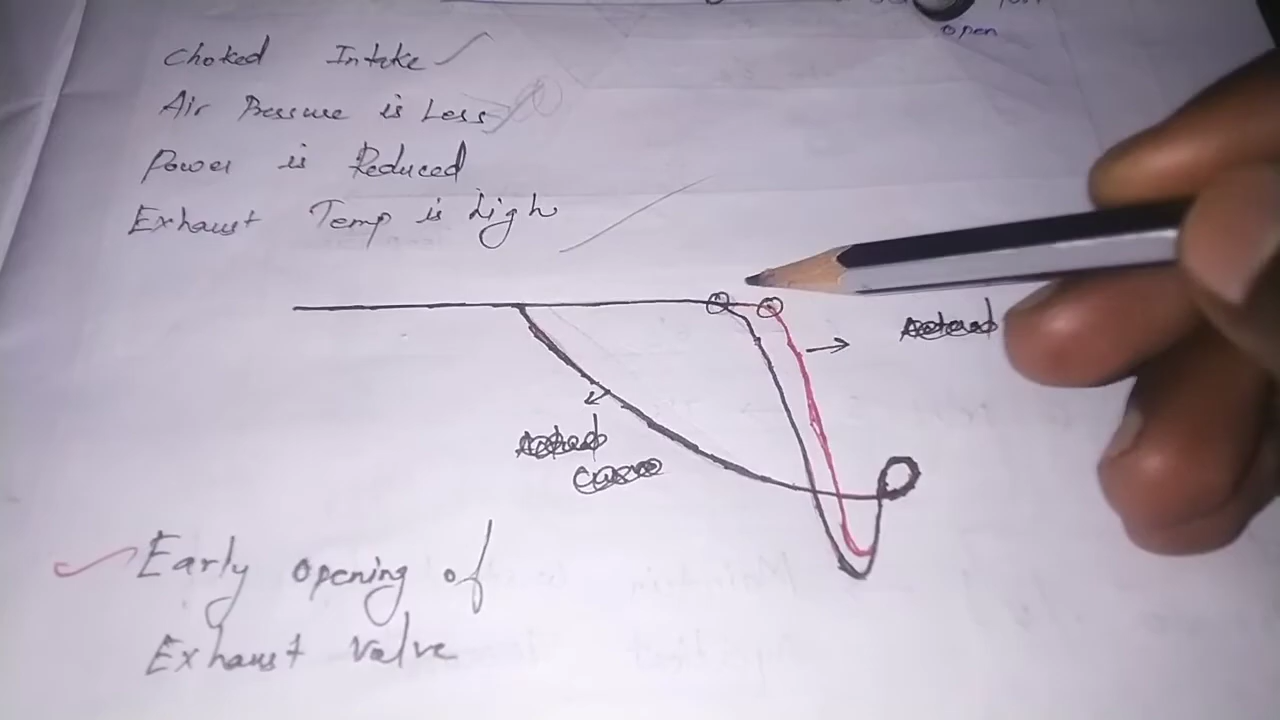 open
Choked Intake
Air Pressure is Less
Power is Reduced
Exhaust Temp is high
Early opening of
Exhaust valve